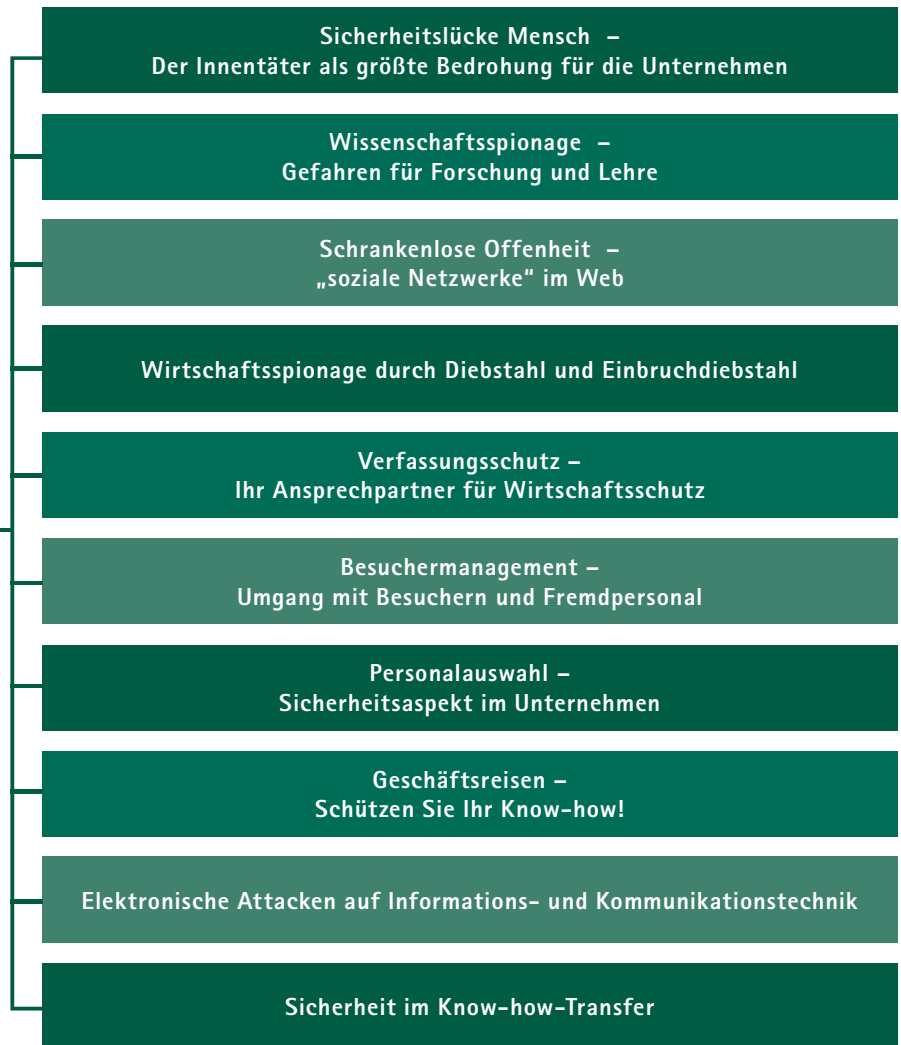 Sicherheitslücke Mensch –
Der Innentäter als größte Bedrohung für die Unternehmen
Wissenschaftsspionage –
Gefahren für Forschung und Lehre
Schrankenlose Offenheit –
„soziale Netzwerke“ im Web
Wirtschaftsspionage durch Diebstahl und Einbruchdiebstahl
Verfassungsschutz –
Ihr Ansprechpartner für Wirtschaftsschutz
Besuchermanagement –
Umgang mit Besuchern und Fremdpersonal
Personalauswahl –
Sicherheitsaspekt im Unternehmen
Geschäftsreisen –
Schützen Sie Ihr Know-how!
Elektronische Attacken auf Informations- und Kommunikationstechnik
Sicherheit im Know-how-Transfer